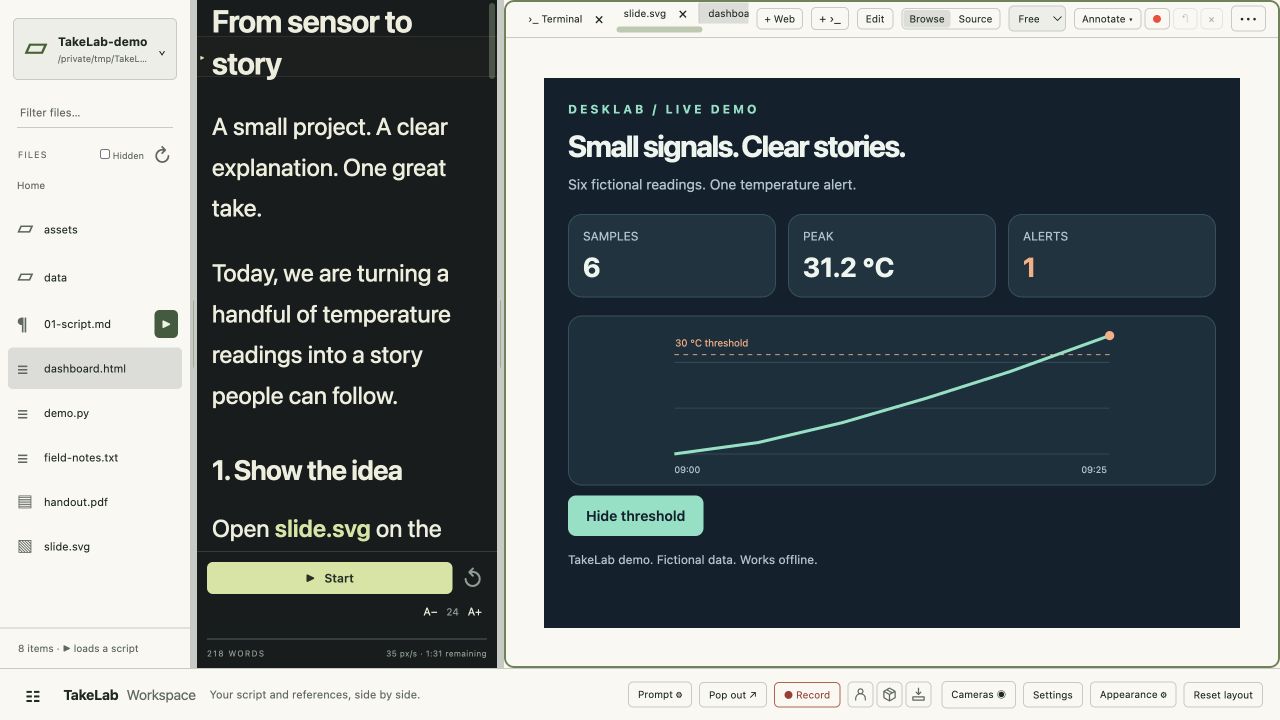 TakeLab-demo
/private/tmp/TakeL...
Filter files...
FILES
Hidden
Home
assets
data
01-script.md
dashboard.html
demo.py
field-notes.txt
handout.pdf
slide.svg
8 items · ▶ loads a script
From sensor to
story
A small project. A clear
explanation. One great
take.
Today, we are turning a
handful of temperature
readings into a story
people can follow.
1. Show the idea
Open slide.svg on the
▶ Start
A− 24 A+
218 WORDS
35 px/s · 1:31 remaining
>_ Terminal ×
slide.svg ×
dashboa
+ Web
+ >_
Edit
Browse
Source
Free
Annotate
DESKLAB / LIVE DEMO
Small signals. Clear stories.
Six fictional readings. One temperature alert.
SAMPLES
6
PEAK
31.2 °C
ALERTS
1
30 °C threshold
09:00
09:25
Hide threshold
TakeLab demo. Fictional data. Works offline.
TakeLab Workspace
Your script and references, side by side.
Prompt
Pop out ↗
Record
Cameras
Settings
Appearance
Reset layout